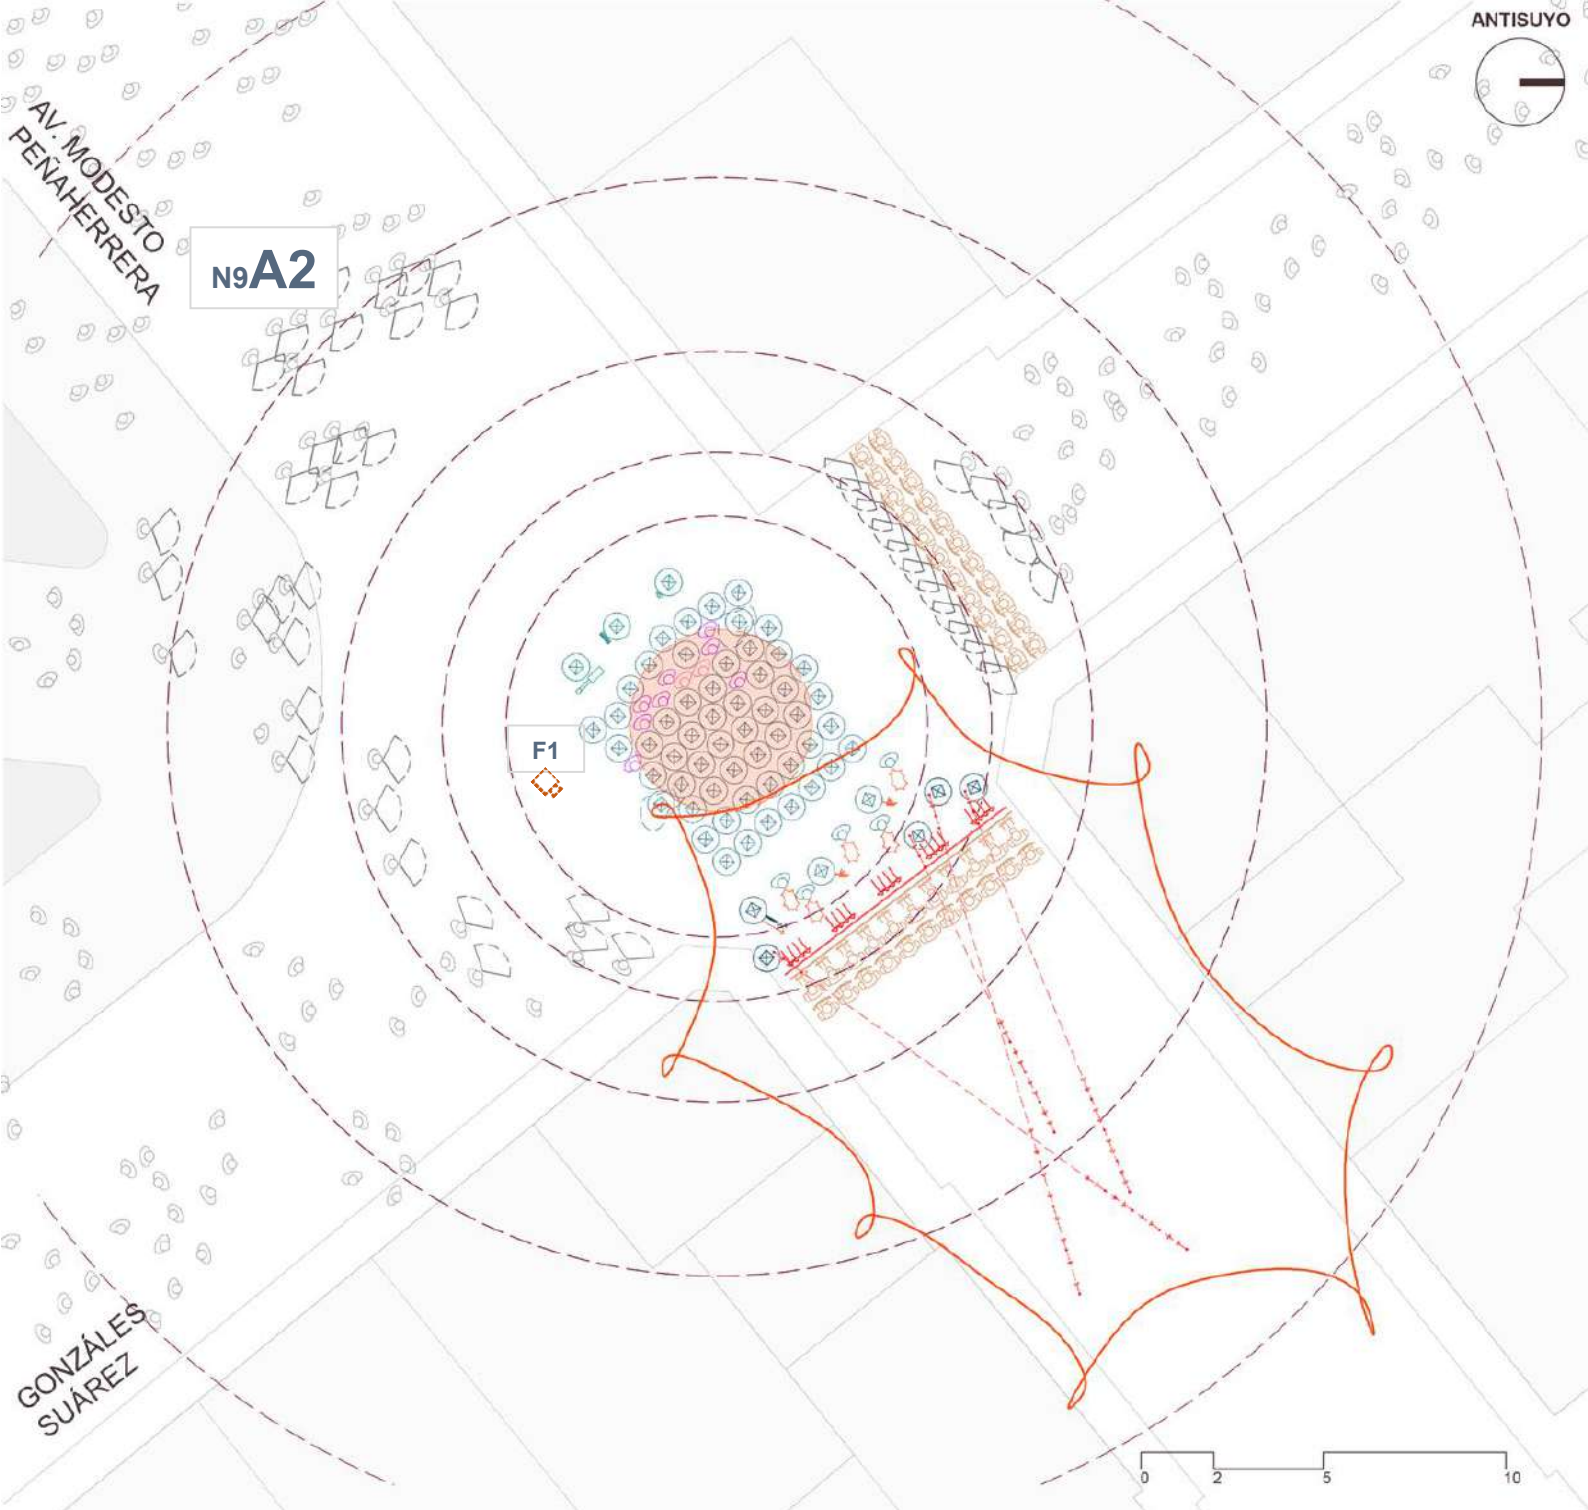 ANTISUYO
AV. MODESTO
PEÑAHERRERA
N9A2
F1
GONZÁLES
SUÁREZ
0 2 5 10